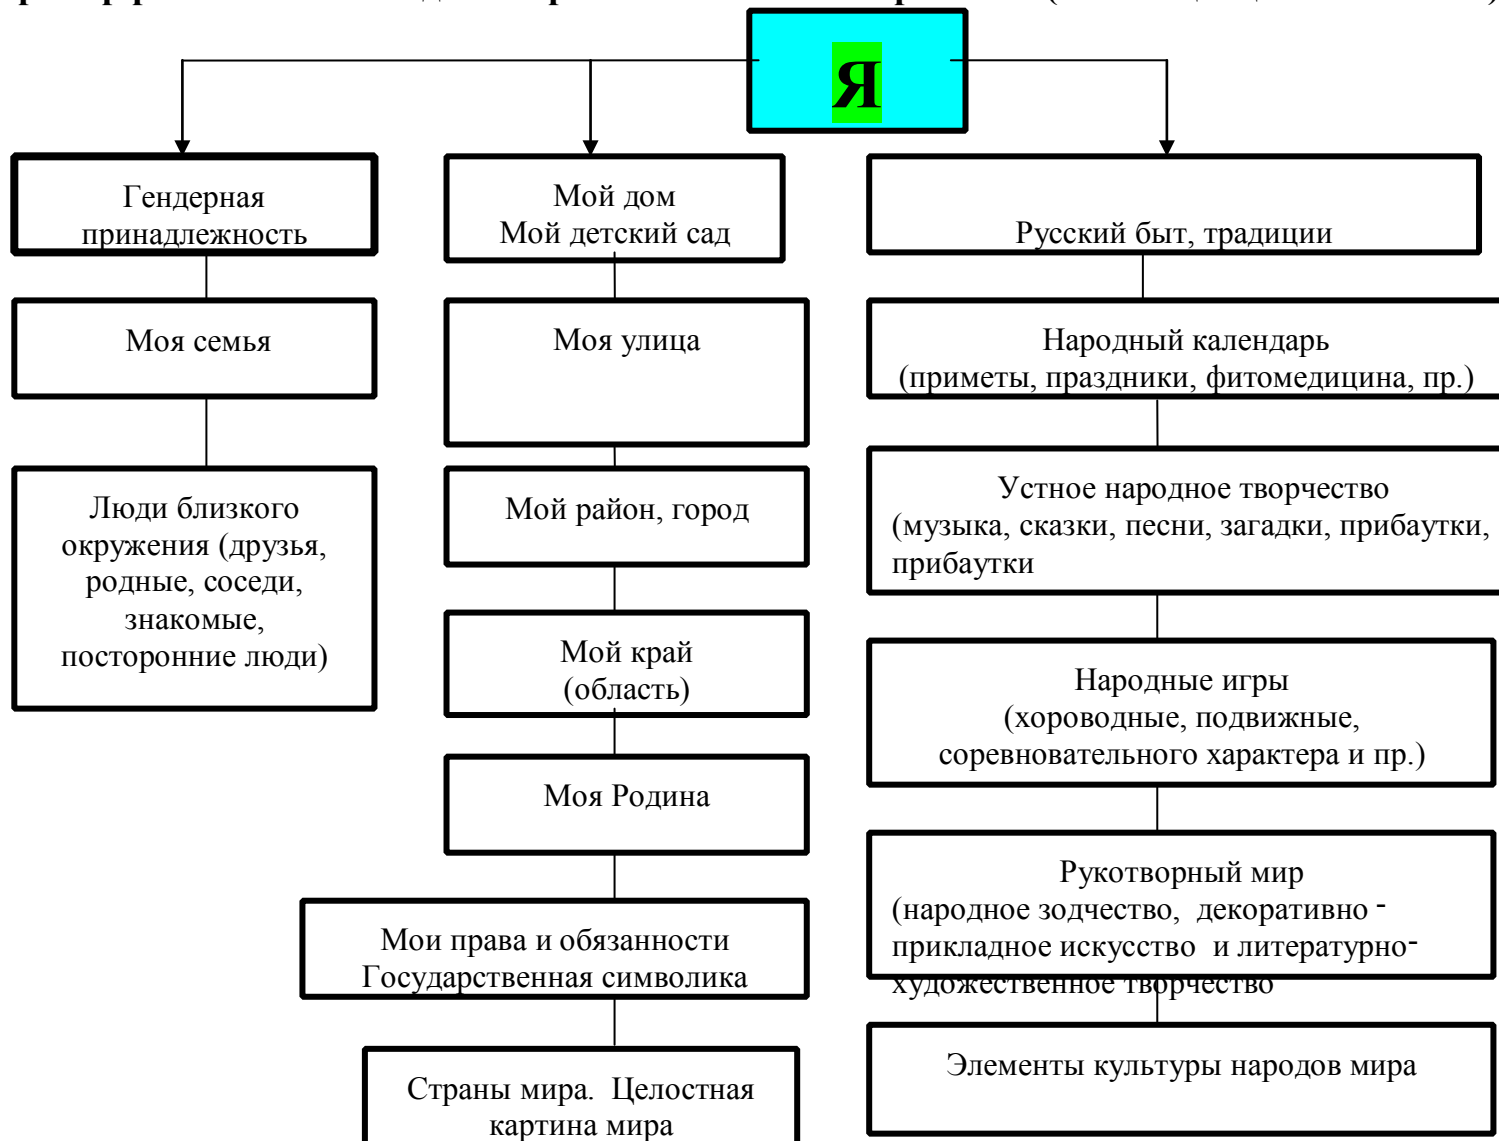 Я
Гендерная
принадлежность
Моя семья
Люди близкого
окружения (друзья,
родные, соседи,
знакомые,
посторонние люди)
Мой дом
Мой детский сад
Моя улица
Мой район, город
Мой край
(область)
Моя Родина
Мои права и обязанности
Государственная символика
Страны мира. Целостная
картина мира
Русский быт, традиции
Народный календарь
(приметы, праздники, фитомедицина, пр.)
Устное народное творчество
(музыка, сказки, песни, загадки, прибаутки,
прибаутки
Народные игры
(хороводные, подвижные,
соревновательного характера и пр.)
Рукотворный мир
(народное зодчество, декоративно -
прикладное искусство и литературно-
художественное творчество
Элементы культуры народов мира